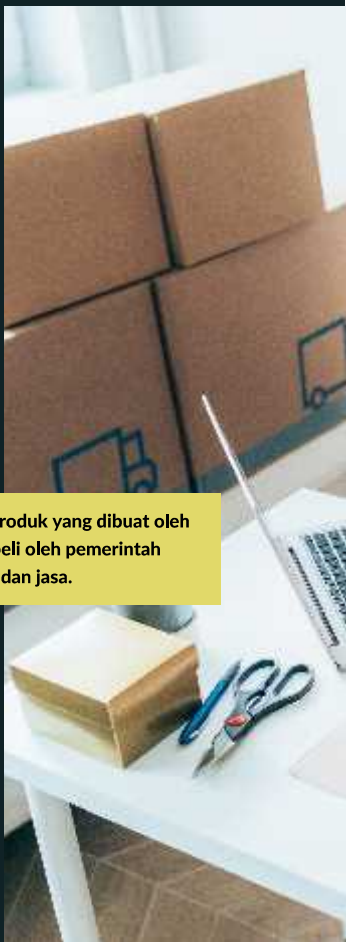 roduk yang dibuat oleh
beli oleh pemerintah
dan jasa.